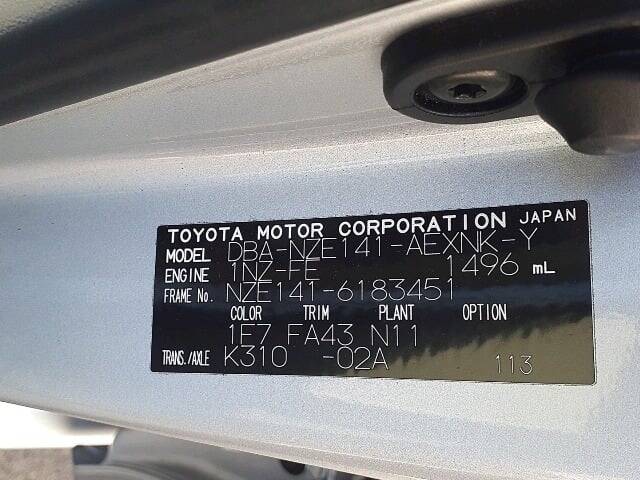 TOYOTA MOTOR CORPORATION JAPAN
MODEL DBA-NZE141-AEXNK-Y
ENGINE 1NZ-FE 1496 mL
FRAME No. NZE141-6183451
COLOR TRIM PLANT OPTION
1F7 FA43 N11
TRANS./AXLE K310 -02A 113